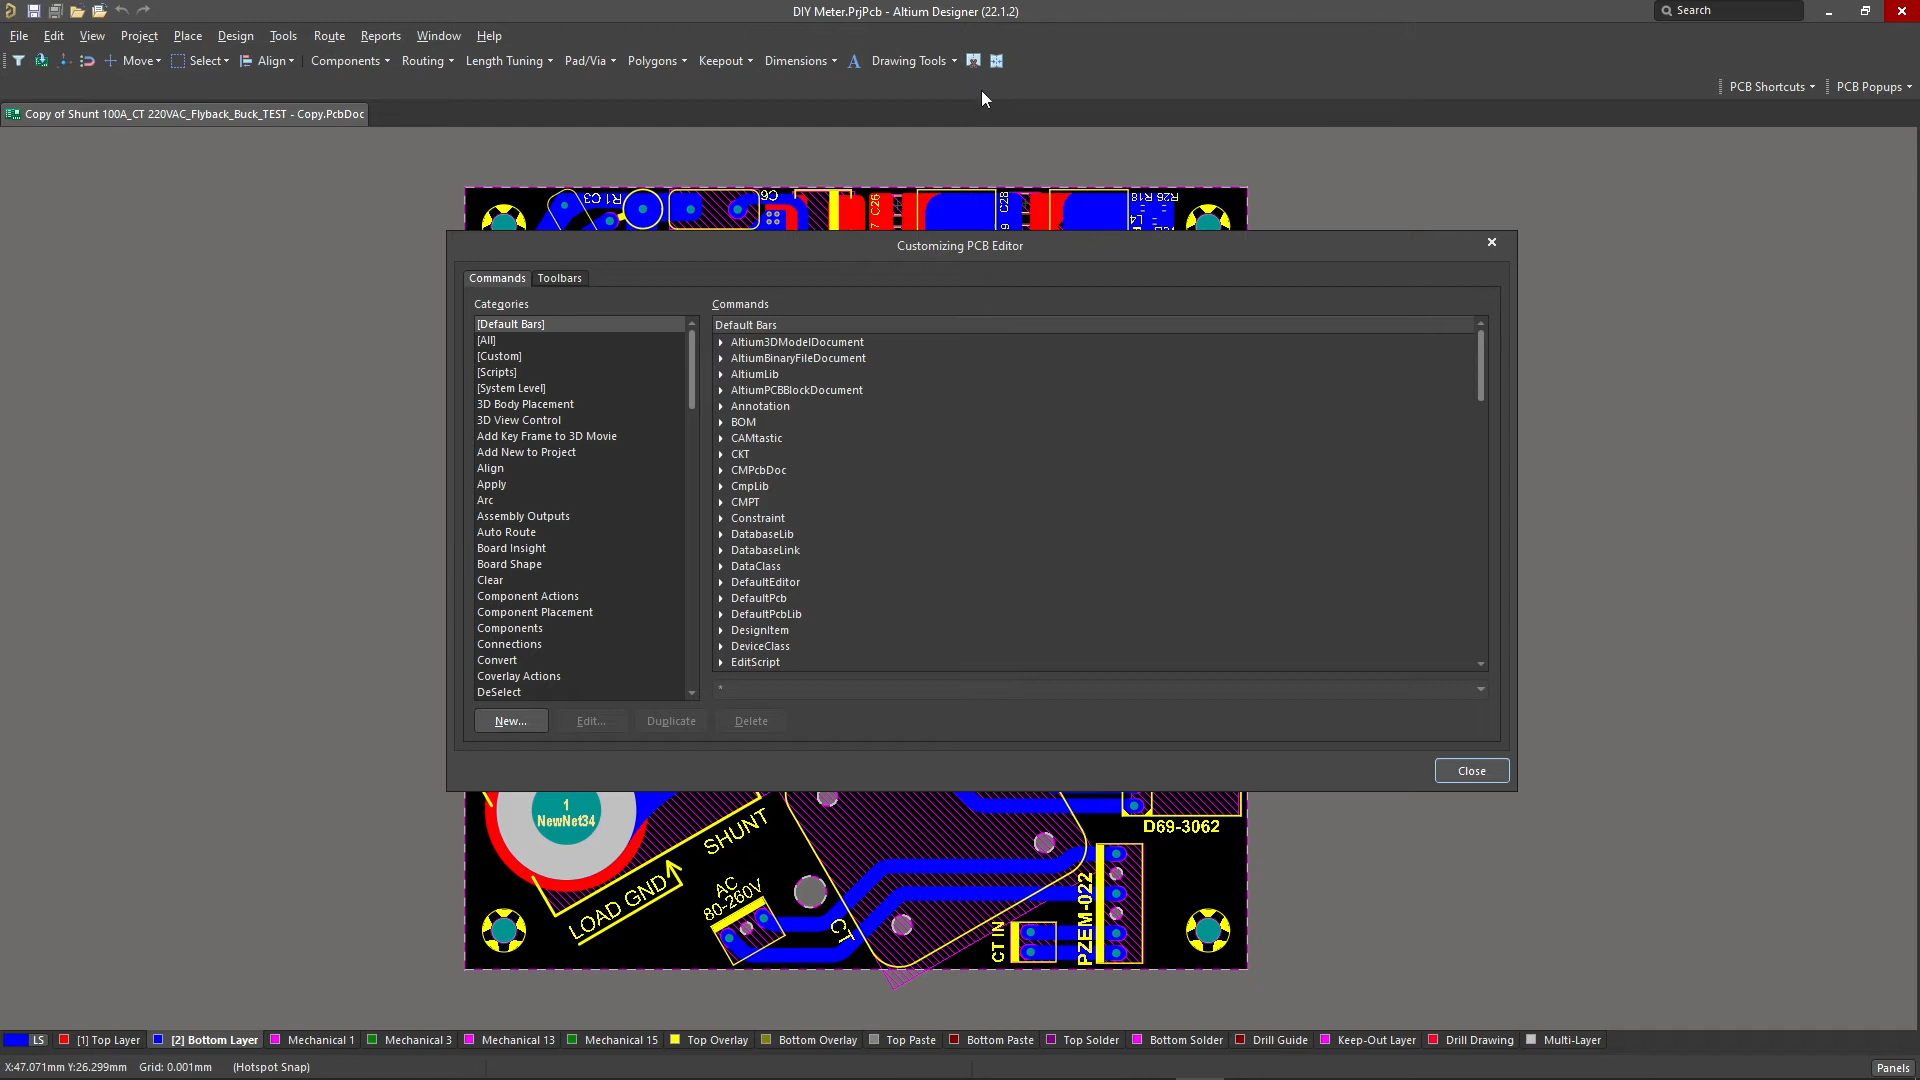 DIY Meter.PrjPcb - Altium Designer (22.1.2)
Search
File Edit View Project Place Design Tools Route Reports Window Help
Move Select Align Components Routing Length Tuning Pad/Via Polygons Keepout Dimensions A Drawing Tools
PCB Shortcuts PCB Popups
Copy of Shunt 100A_CT 220VAC_Flyback_Buck_TEST - Copy.PcbDoc
R1 C3 C6 C26 C28 R26 R18 L4
Customizing PCB Editor
Commands Toolbars
Categories
[Default Bars]
[All]
[Custom]
[Scripts]
[System Level]
3D Body Placement
3D View Control
Add Key Frame to 3D Movie
Add New to Project
Align
Apply
Arc
Assembly Outputs
Auto Route
Board Insight
Board Shape
Clear
Component Actions
Component Placement
Components
Connections
Convert
Coverlay Actions
DeSelect
Commands
Default Bars
Altium3DModelDocument
AltiumBinaryFileDocument
AltiumLib
AltiumPCBBlockDocument
Annotation
BOM
CAMtastic
CKT
CMPcbDoc
CmpLib
CMPT
Constraint
DatabaseLib
DatabaseLink
DataClass
DefaultEditor
DefaultPcb
DefaultPcbLib
DesignItem
DeviceClass
EditScript
*
New... Edit... Duplicate Delete
Close
1
NewNet34
SHUNT
LOAD GND
AC
80-260V
CT
CT IN
PZEM-022
D69-3062
LS [1] Top Layer [2] Bottom Layer Mechanical 1 Mechanical 3 Mechanical 13 Mechanical 15 Top Overlay Bottom Overlay Top Paste Bottom Paste Top Solder Bottom Solder Drill Guide Keep-Out Layer Drill Drawing Multi-Layer
X:47.071mm Y:26.299mm Grid: 0.001mm (Hotspot Snap)
Panels